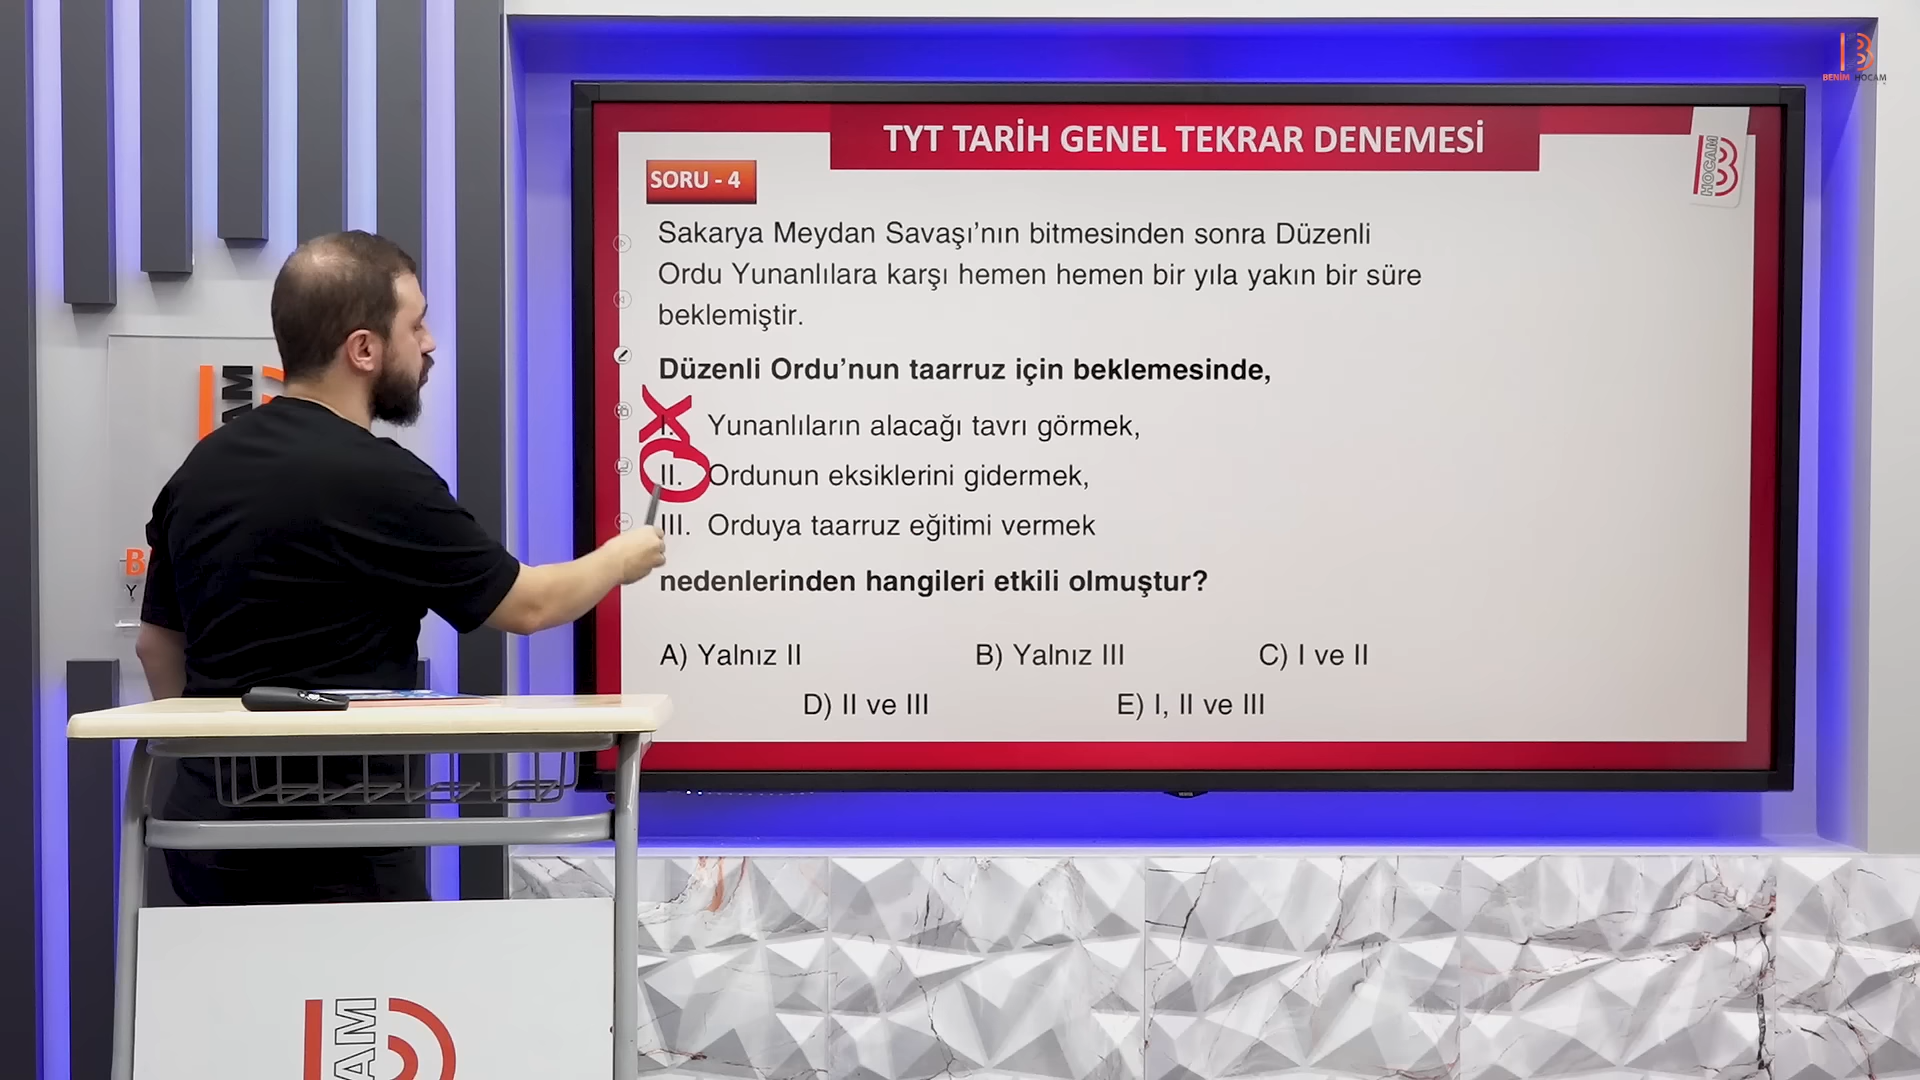 BENİM HOCAM
TYT TARİH GENEL TEKRAR DENEMESİ
HOCAM
SORU - 4
Sakarya Meydan Savaşı’nın bitmesinden sonra Düzenli
Ordu Yunanlılara karşı hemen hemen bir yıla yakın bir süre
beklemiştir.
Düzenli Ordu’nun taarruz için beklemesinde,
I. Yunanlıların alacağı tavrı görmek,
II. Ordunun eksiklerini gidermek,
III. Orduya taarruz eğitimi vermek
nedenlerinden hangileri etkili olmuştur?
A) Yalnız II B) Yalnız III C) I ve II
D) II ve III E) I, II ve III